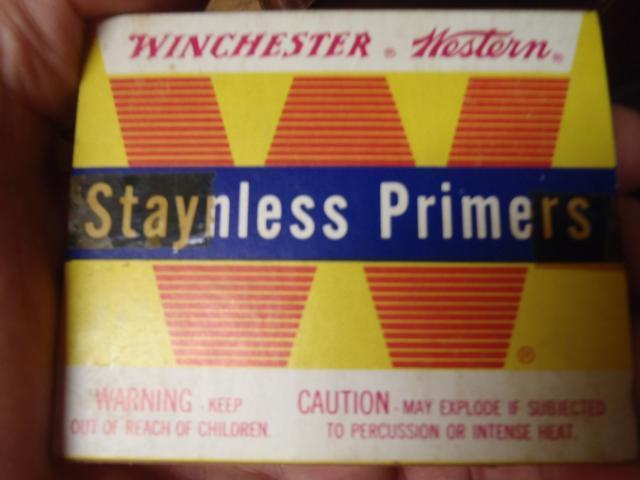 WINCHESTER ® Western®
Staynless Primers
®
WARNING - KEEP
OUT OF REACH OF CHILDREN.
CAUTION - MAY EXPLODE IF SUBJECTED
TO PERCUSSION OR INTENSE HEAT.